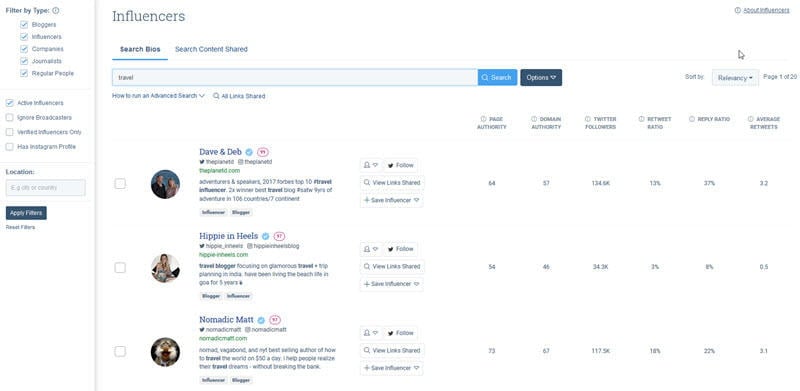 Filter by Type:
Bloggers
Influencers
Companies
Journalists
Regular People
Active Influencers
Ignore Broadcasters
Verified Influencers Only
Has Instagram Profile
Location:
E.g city or country
Apply Filters
Reset Filters
Influencers
About Influencers
Search Bios Search Content Shared
travel Search Options
Sort by: Relevancy Page 1 of 20
How to run an Advanced Search All Links Shared
PAGE AUTHORITY
DOMAIN AUTHORITY
TWITTER FOLLOWERS
RETWEET RATIO
REPLY RATIO
AVERAGE RETWEETS
Dave & Deb 99
theplanetd theplanetd
theplanetd.com
adventurers & speakers, 2017 forbes top 10 #travel
influencer. 2x winner best travel blog #satw 9yrs of
adventure in 106 countries/7 continent
Influencer Blogger
Follow
View Links Shared
+ Save Influencer
64 57 134.6K 13% 37% 3.2
Hippie in Heels 97
hippie_inheels hippieinheelsblog
hippie-inheels.com
travel blogger focusing on glamorous travel + trip
planning in india. have been living the beach life in
goa for 5 years
Blogger Influencer
Follow
View Links Shared
+ Save Influencer
54 46 34.3K 3% 8% 0.5
Nomadic Matt 97
nomadicmatt nomadicmatt
nomadicmatt.com
nomad, vagabond, and nyt best selling author of how
to travel the world on $50 a day. i help people realize
their travel dreams - without breaking the bank.
Influencer Blogger
Follow
View Links Shared
+ Save Influencer
73 67 117.5K 18% 22% 3.1